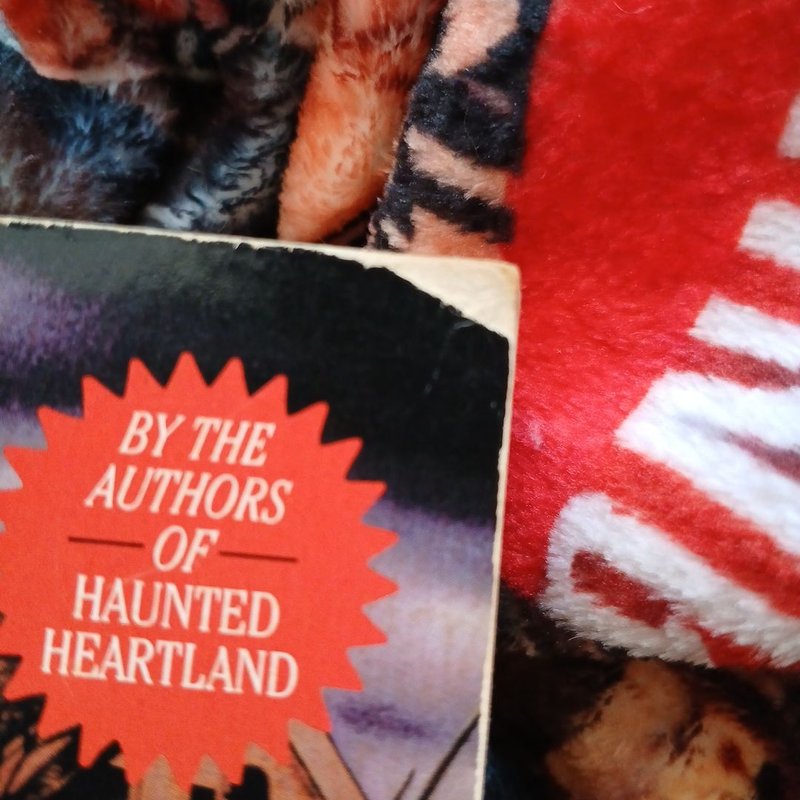 BY THE
AUTHORS
OF
HAUNTED
HEARTLAND